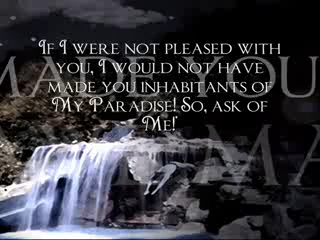 If I were not pleased with
you, I would not have
made you inhabitants of
My Paradise! So, ask of
Me!'